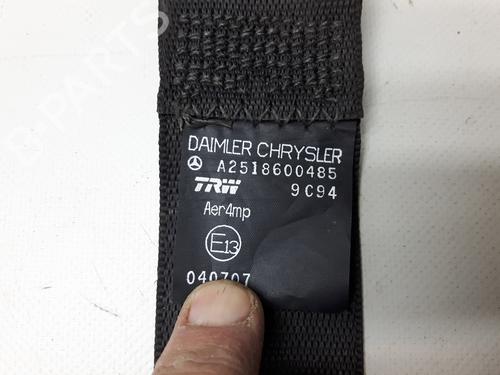 DAIMLER CHRYSLER
A2518600485
TRW 9C94
Aer4mp
E13
040707